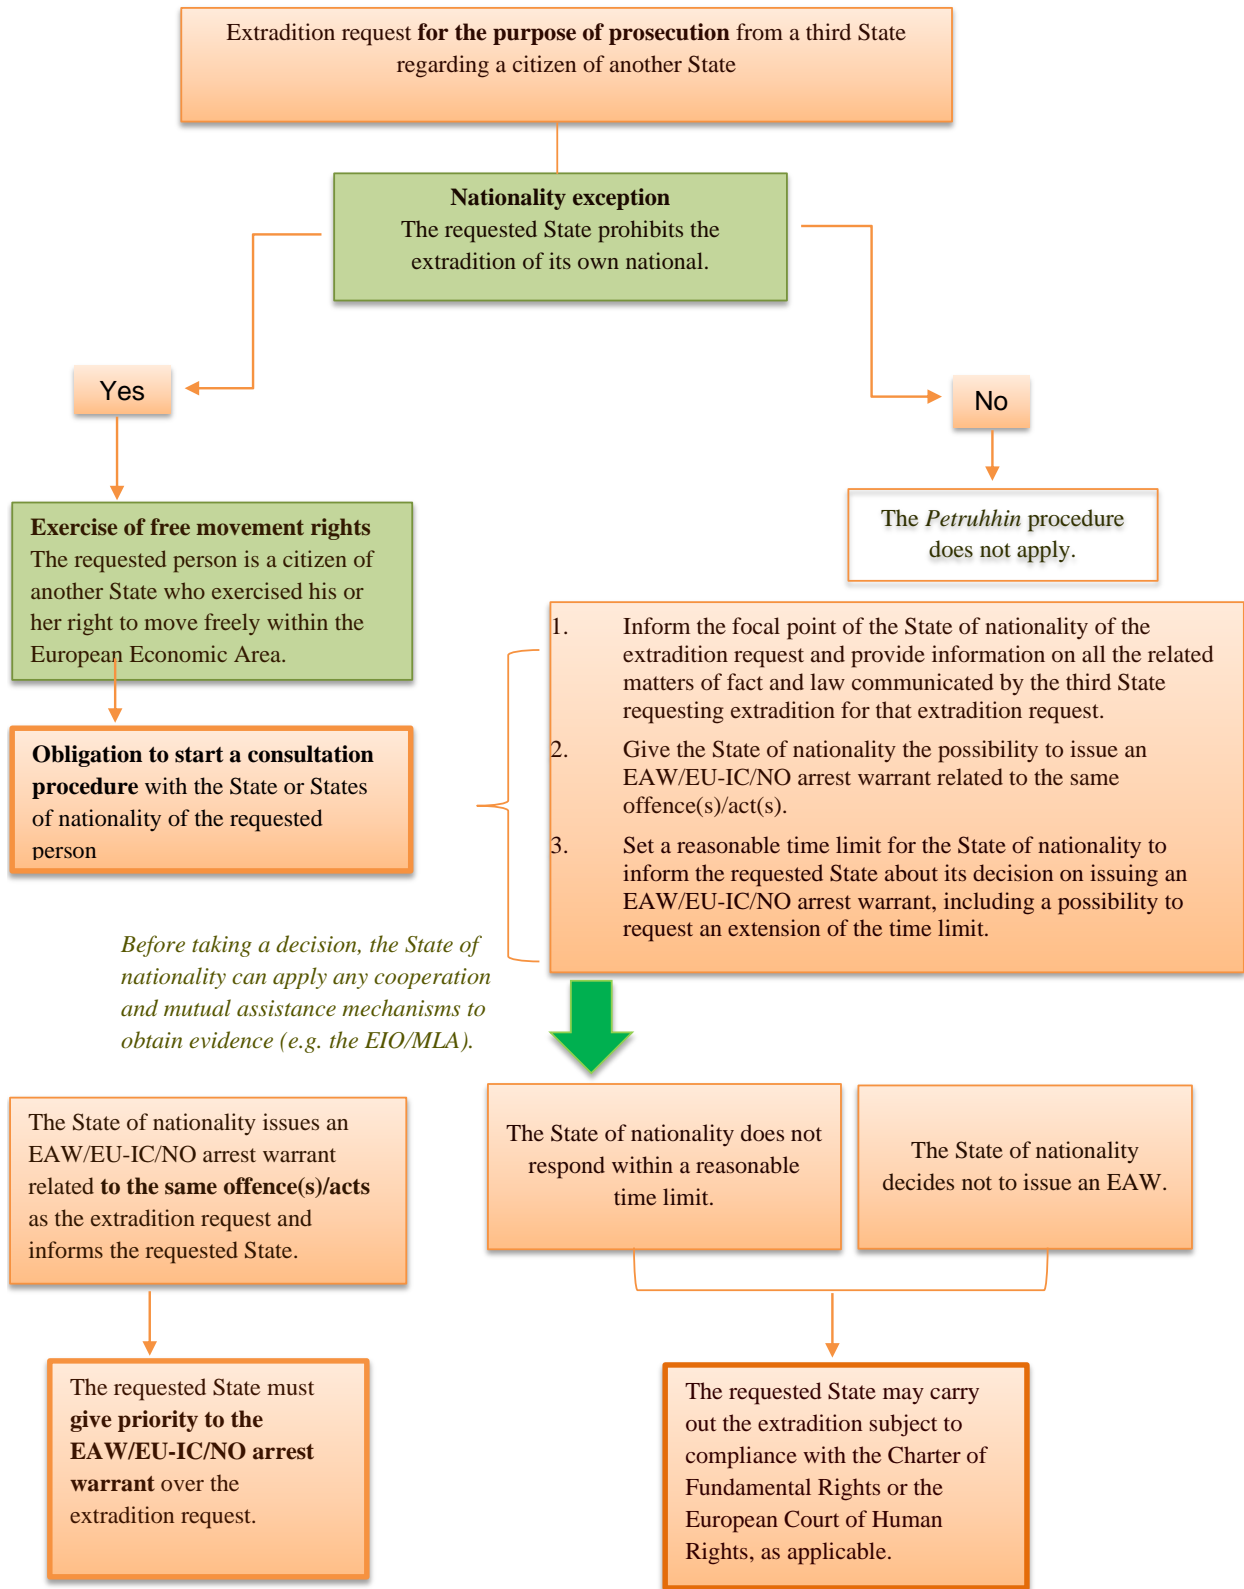 Extradition request for the purpose of prosecution from a third State
regarding a citizen of another State
Nationality exception
The requested State prohibits the
extradition of its own national.
Yes
No
Exercise of free movement rights
The requested person is a citizen of
another State who exercised his or
her right to move freely within the
European Economic Area.
The Petruhhin procedure
does not apply.
Obligation to start a consultation
procedure with the State or States
of nationality of the requested
person
1. Inform the focal point of the State of nationality of the
extradition request and provide information on all the related
matters of fact and law communicated by the third State
requesting extradition for that extradition request.
2. Give the State of nationality the possibility to issue an
EAW/EU-IC/NO arrest warrant related to the same
offence(s)/act(s).
3. Set a reasonable time limit for the State of nationality to
inform the requested State about its decision on issuing an
EAW/EU-IC/NO arrest warrant, including a possibility to
request an extension of the time limit.
Before taking a decision, the State of
nationality can apply any cooperation
and mutual assistance mechanisms to
obtain evidence (e.g. the EIO/MLA).
The State of nationality issues an
EAW/EU-IC/NO arrest warrant
related to the same offence(s)/acts
as the extradition request and
informs the requested State.
The State of nationality does not
respond within a reasonable
time limit.
The State of nationality
decides not to issue an EAW.
The requested State must
give priority to the
EAW/EU-IC/NO arrest
warrant over the
extradition request.
The requested State may carry
out the extradition subject to
compliance with the Charter of
Fundamental Rights or the
European Court of Human
Rights, as applicable.